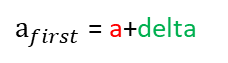 a_first = a+delta